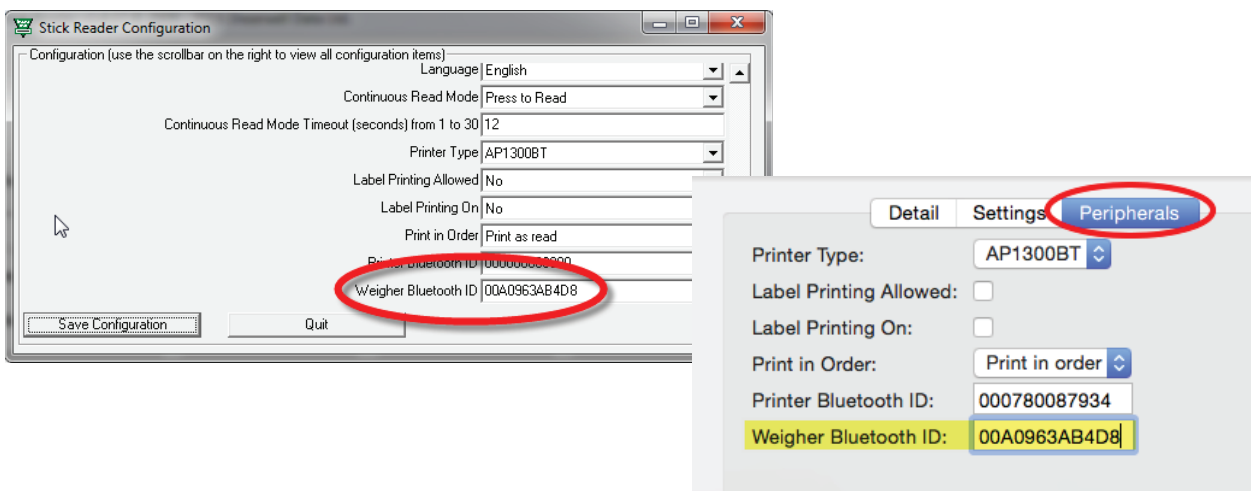 Stick Reader Configuration
Configuration (use the scrollbar on the right to view all configuration items)
Language English
Continuous Read Mode Press to Read
Continuous Read Mode Timeout (seconds) from 1 to 30 12
Printer Type AP1300BT
Label Printing Allowed No
Label Printing On No
Print in Order Print as read
Printer Bluetooth ID
Weigher Bluetooth ID 00A0963AB4D8
Save Configuration Quit
Detail Settings Peripherals
Printer Type: AP1300BT
Label Printing Allowed:
Label Printing On:
Print in Order: Print in order
Printer Bluetooth ID: 000780087934
Weigher Bluetooth ID: 00A0963AB4D8